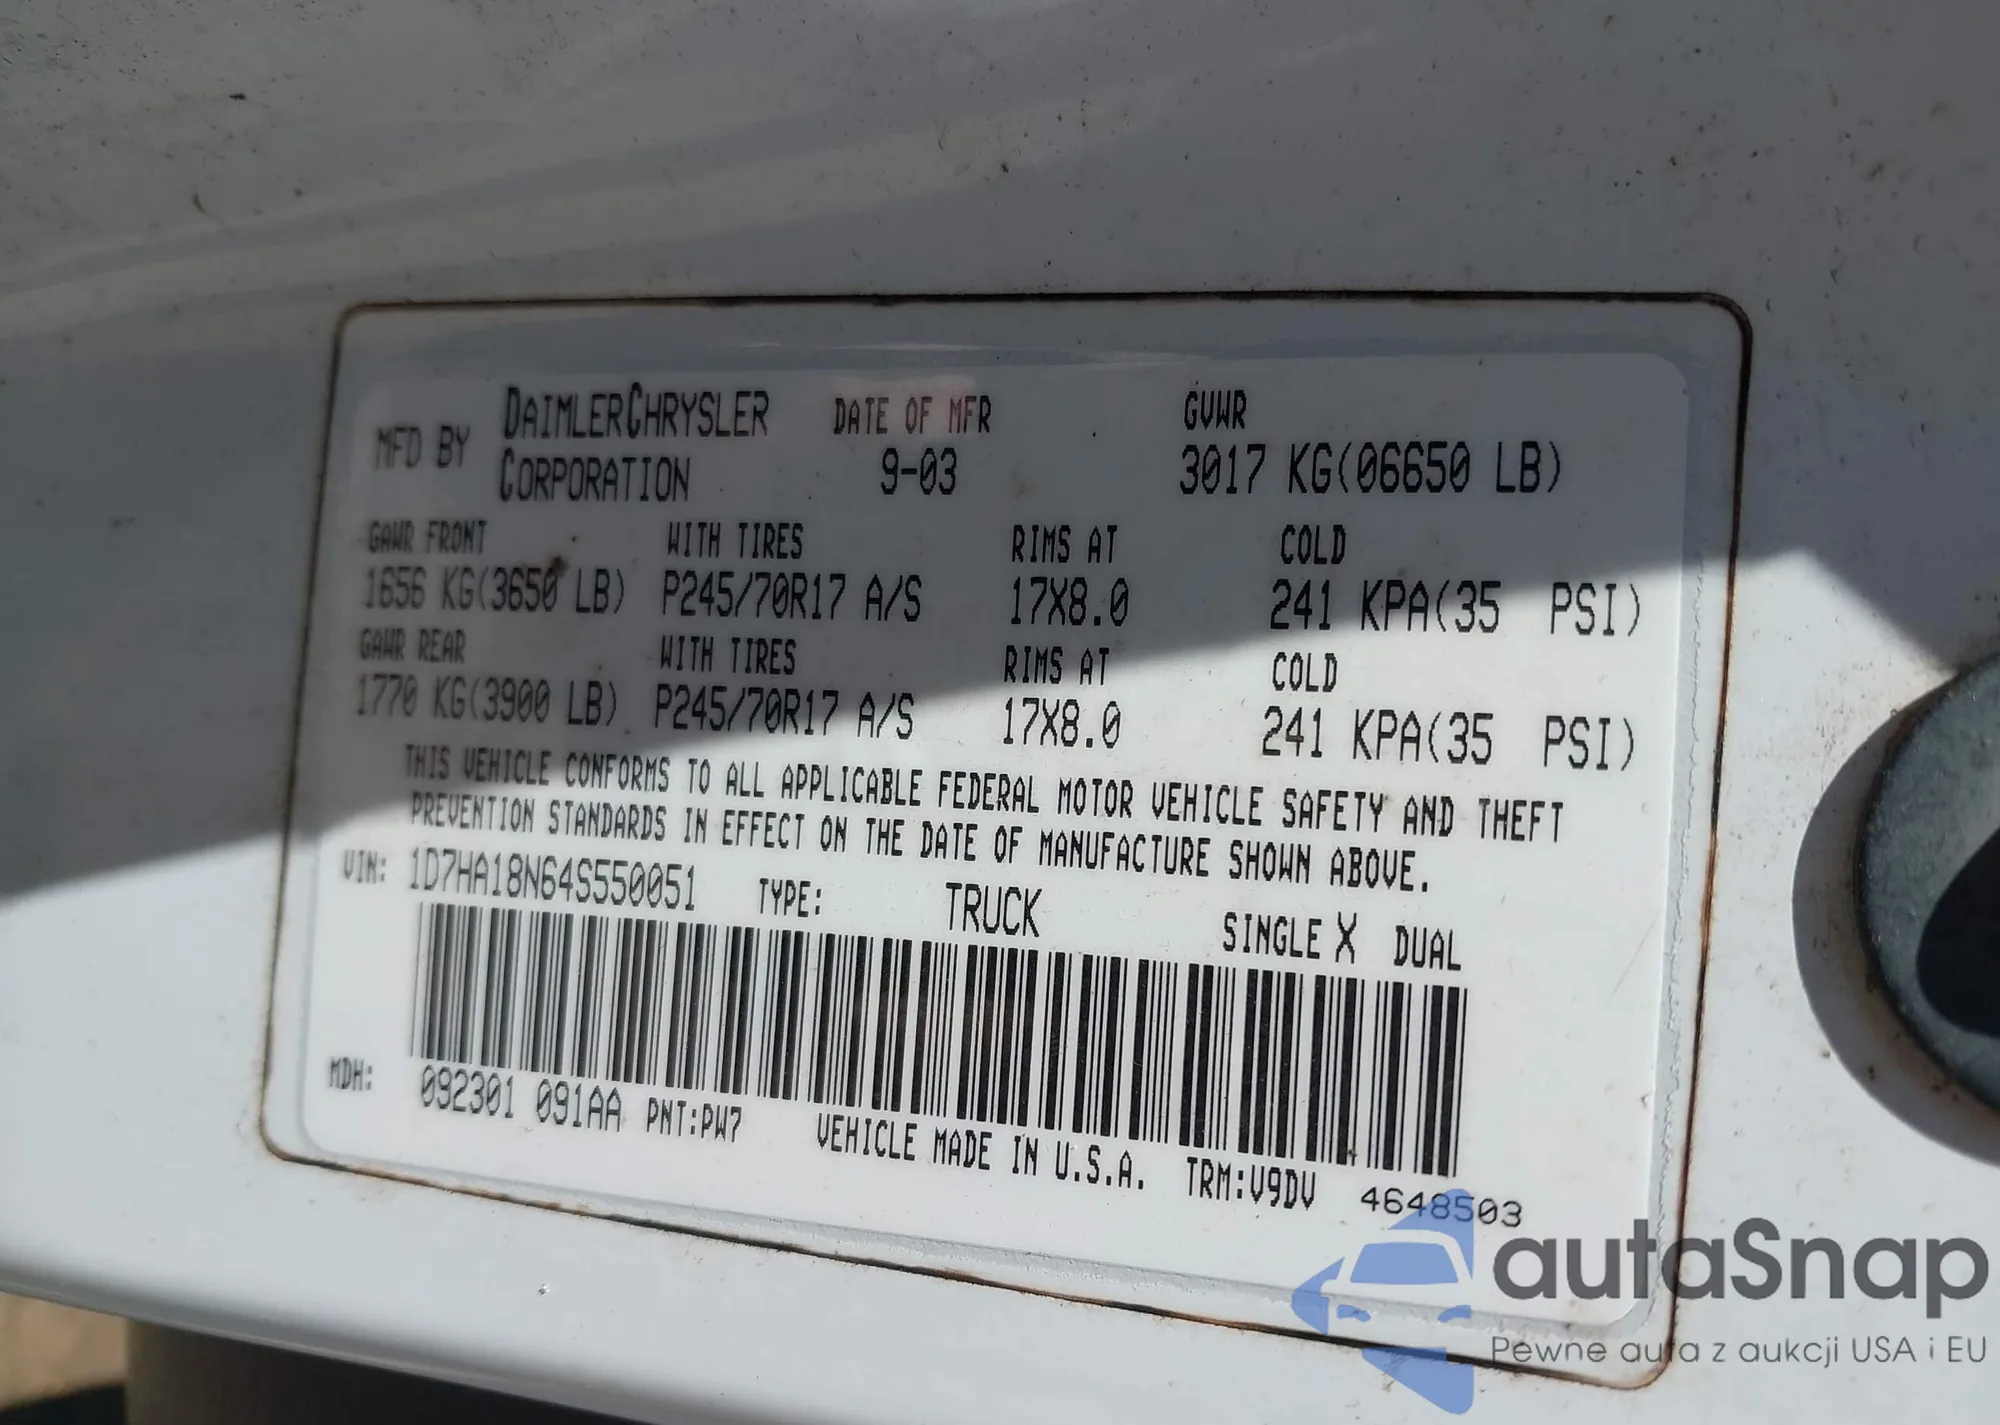 MFD BY DAIMLERCHRYSLER CORPORATION DATE OF MFR 9-03 GVWR 3017 KG(06650 LB)
GAWR FRONT WITH TIRES RIMS AT COLD
1656 KG(3650 LB) P245/70R17 A/S 17X8.0 241 KPA(35 PSI)
GAWR REAR WITH TIRES RIMS AT COLD
1770 KG(3900 LB) P245/70R17 A/S 17X8.0 241 KPA(35 PSI)
THIS VEHICLE CONFORMS TO ALL APPLICABLE FEDERAL MOTOR VEHICLE SAFETY AND THEFT
PREVENTION STANDARDS IN EFFECT ON THE DATE OF MANUFACTURE SHOWN ABOVE.
VIN: 1D7HA18N64S550051 TYPE: TRUCK SINGLE X DUAL
MDH: 092301 091AA PNT:PW7 VEHICLE MADE IN U.S.A. TRM:V9DV 4648503
autaSnap
Pewne auta z aukcji USA i EU